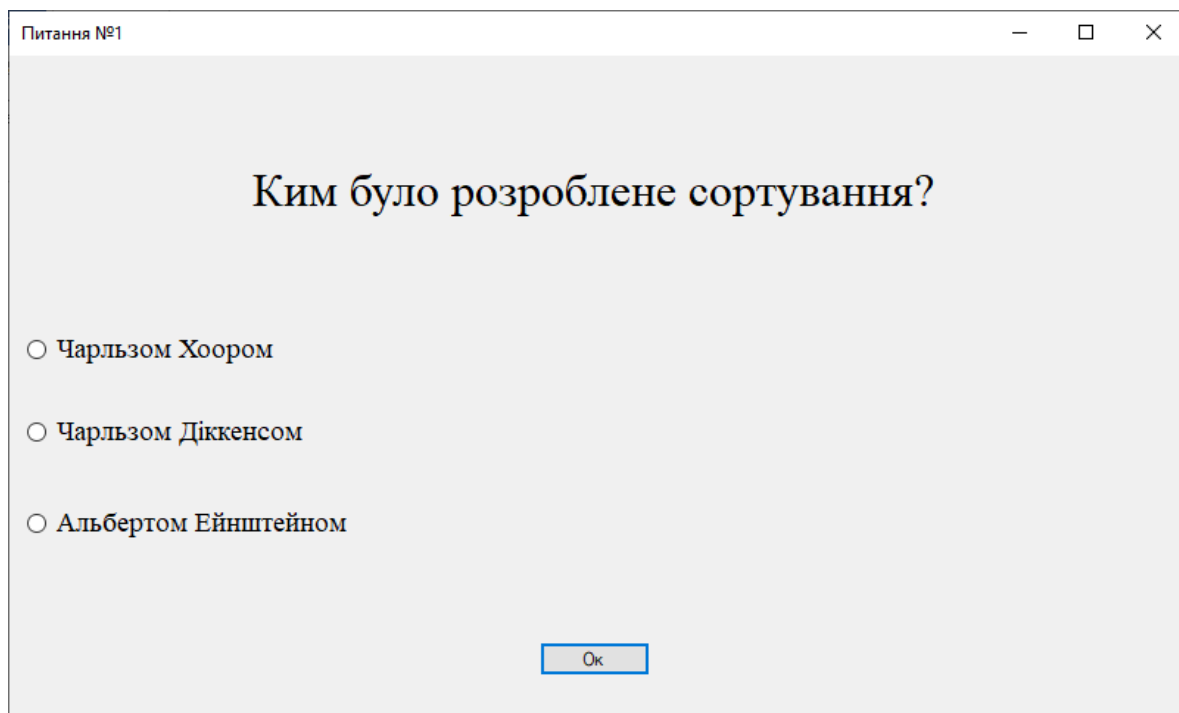 Питання №1
Ким було розроблене сортування?
Чарльзом Хоором
Чарльзом Діккенсом
Альбертом Ейнштейном
Ок